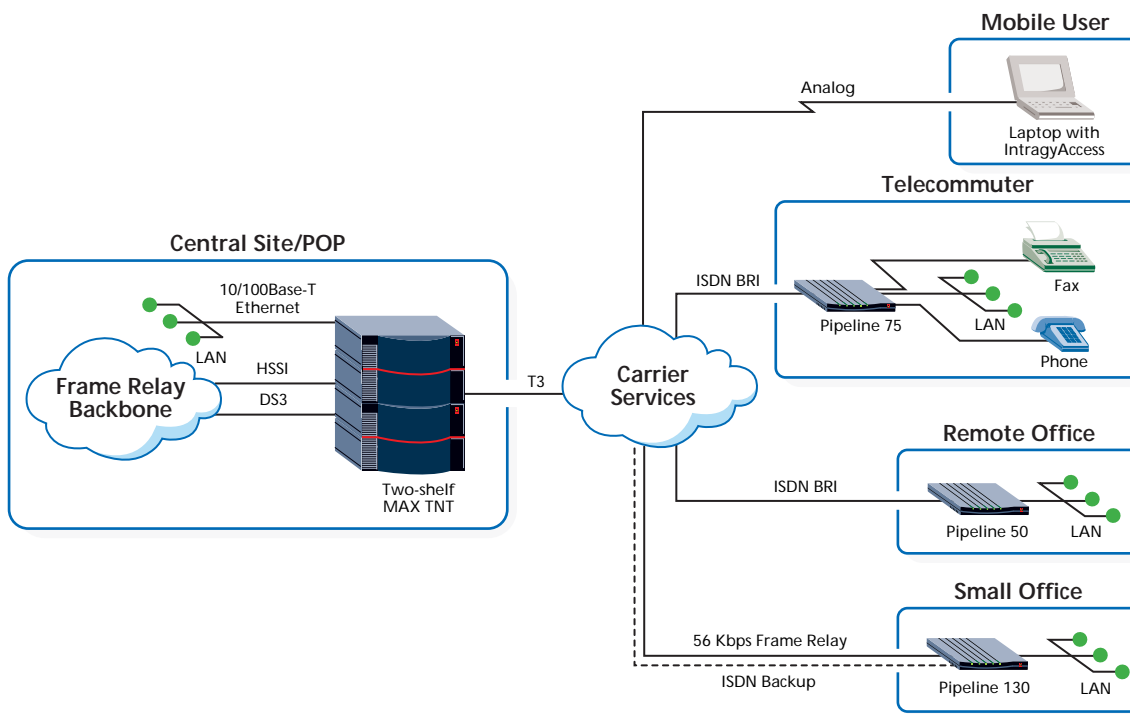 Mobile User
Analog
Laptop with
IntragyAccess
Telecommuter
Central Site/POP
ISDN BRI
Fax
10/100Base-T
Ethernet
Pipeline 75
LAN
Phone
LAN
HSSI
Frame Relay
Backbone
DS3
T3
Carrier
Services
Two-shelf
MAX TNT
Remote Office
ISDN BRI
Pipeline 50
LAN
Small Office
56 Kbps Frame Relay
ISDN Backup
Pipeline 130
LAN